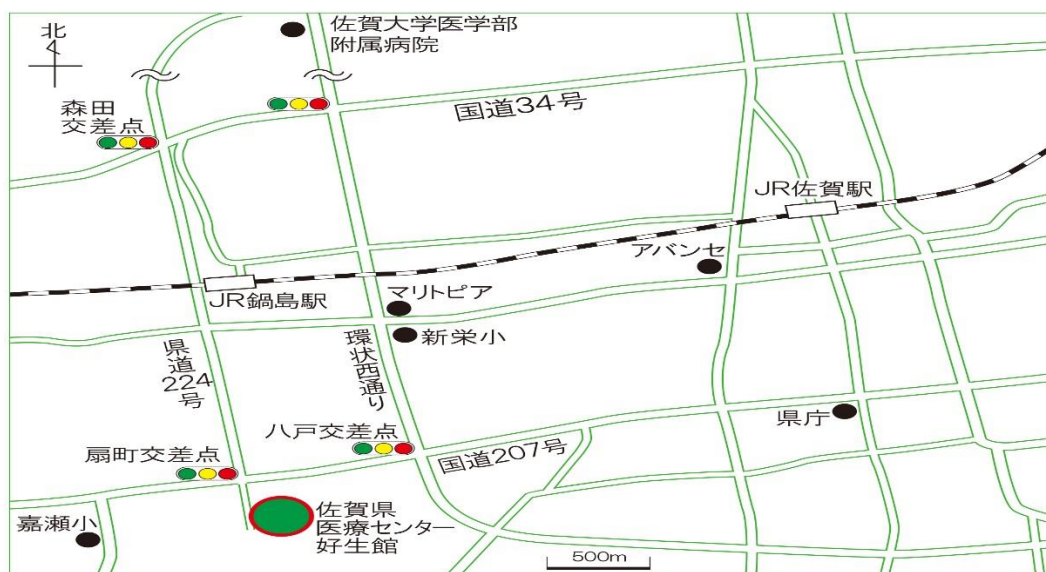 北
佐賀大学医学部
附属病院
森田
交差点
国道34号
JR佐賀駅
アバンセ
JR鍋島駅
マリトピア
新栄小
県道224号
環状西通り
県庁
八戸交差点
国道207号
扇町交差点
嘉瀬小
佐賀県
医療センター
好生館
500m